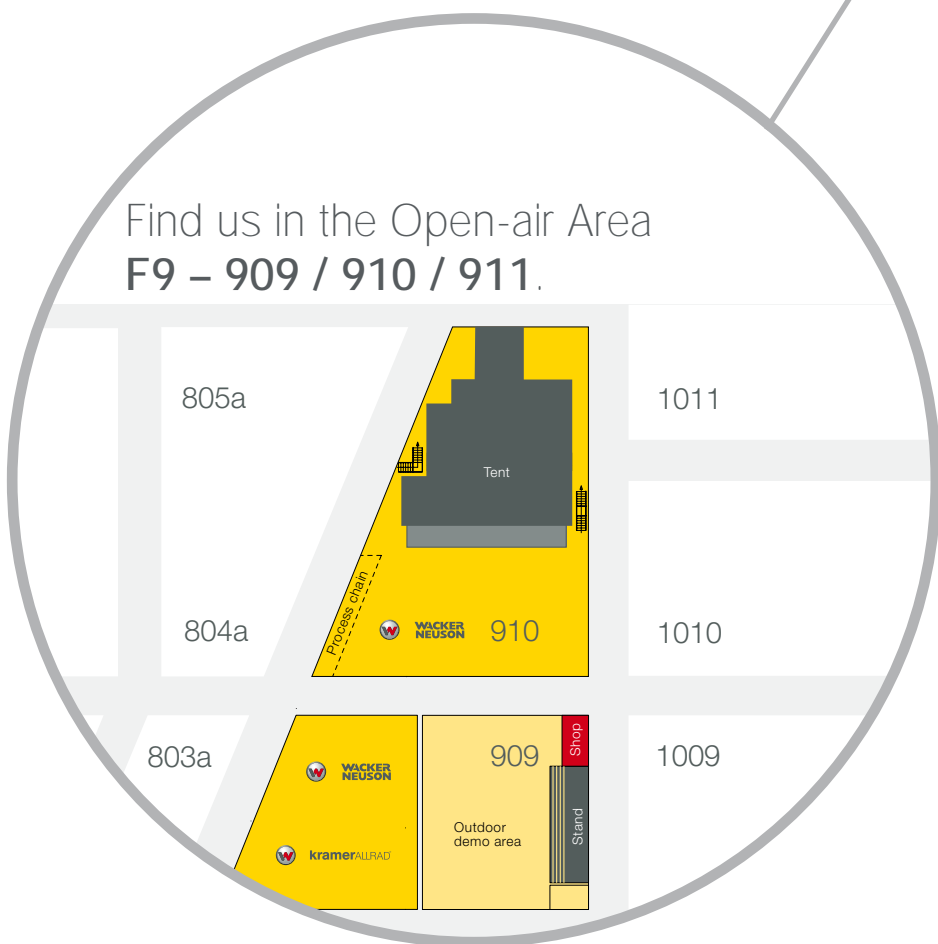 Find us in the Open-air Area
F9 – 909 / 910 / 911.
805a
1011
Tent
Process chain
804a
WACKER
NEUSON
910
1010
803a
WACKER
NEUSON
909
Shop
1009
Outdoor
demo area
Stand
kramerALLRAD